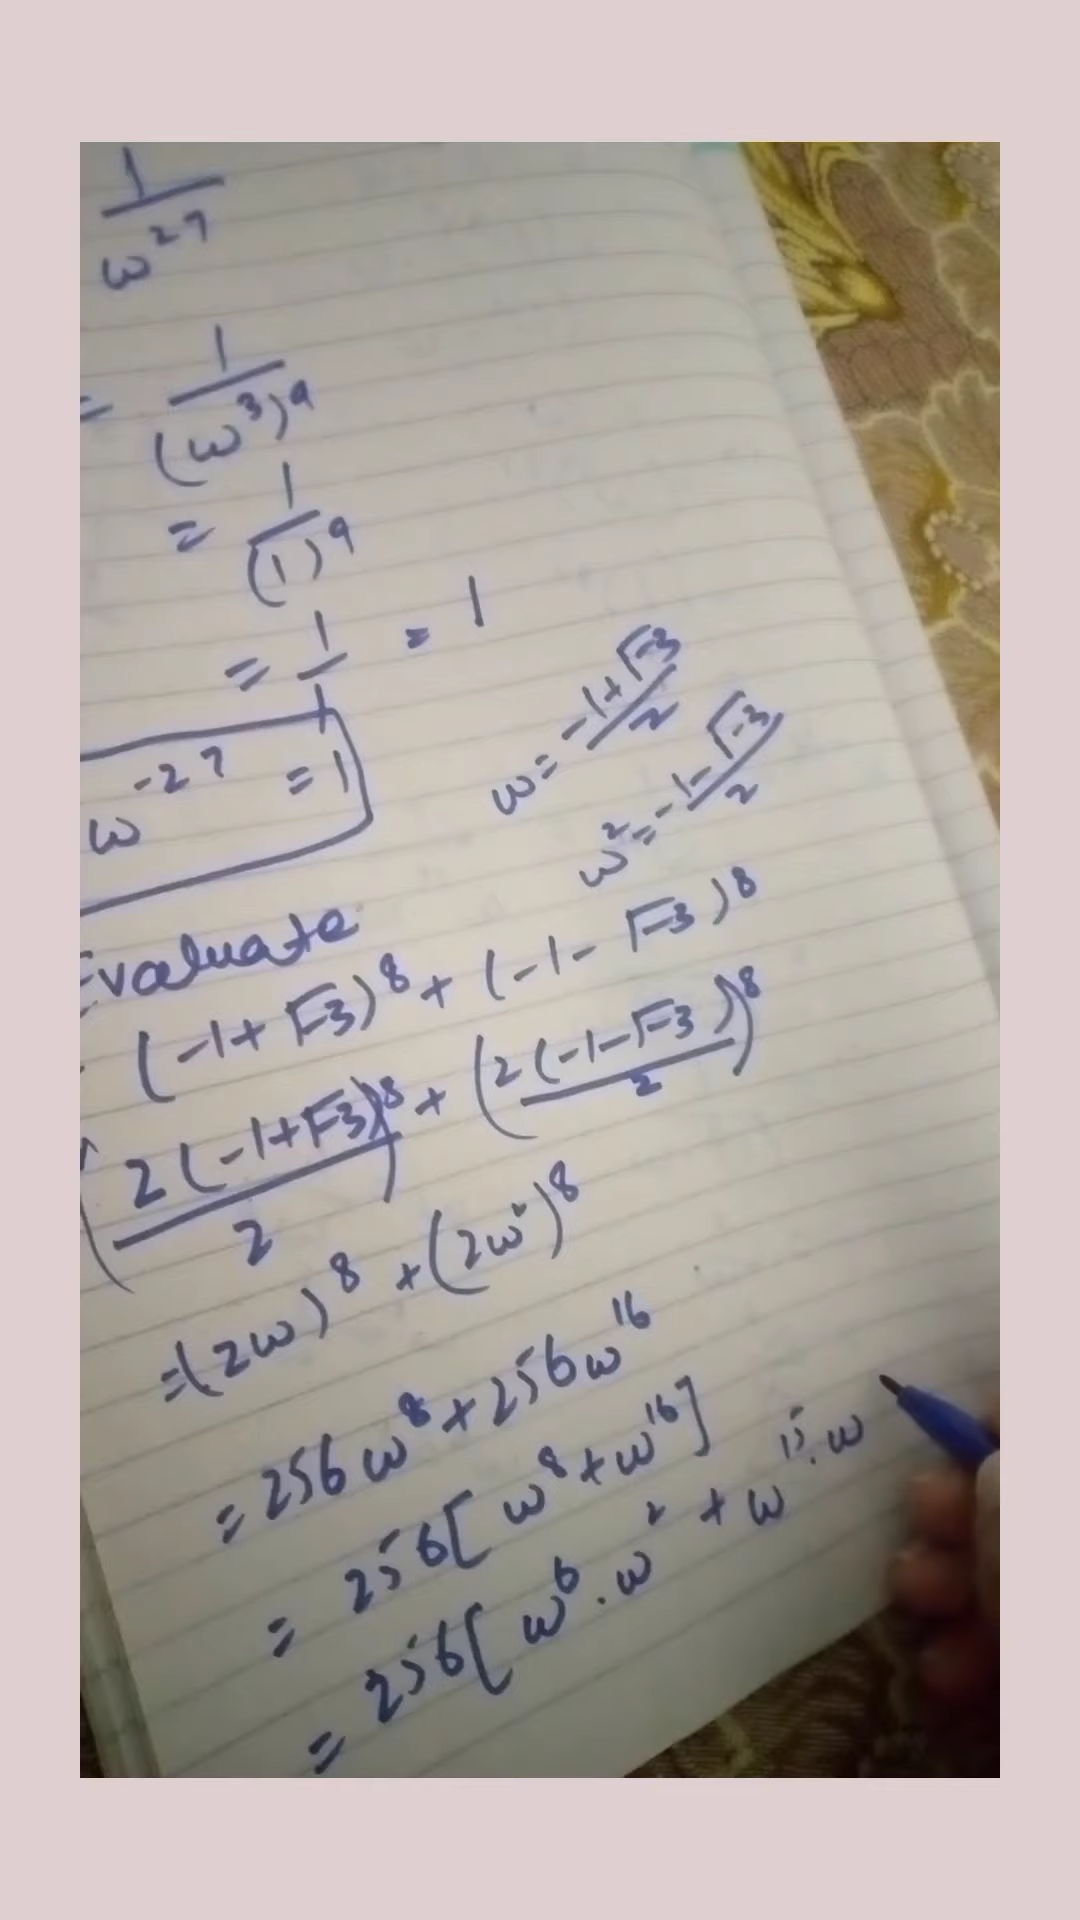 1/ω^27
= 1/(ω^3)^9
= 1/(1)^9
= 1/1 = 1
ω^-27 = 1
ω = (-1+√-3)/2
ω^2 = (-1-√-3)/2
Evaluate
(-1+√-3)^8 + (-1-√-3)^8
(2(-1+√-3)/2)^8 + (2(-1-√-3)/2)^8
=(2ω)^8 + (2ω^2)^8
= 256ω^8 + 256ω^16
= 256[ω^8 + ω^16]
= 256[ω^6 . ω^2 + ω^15 . ω